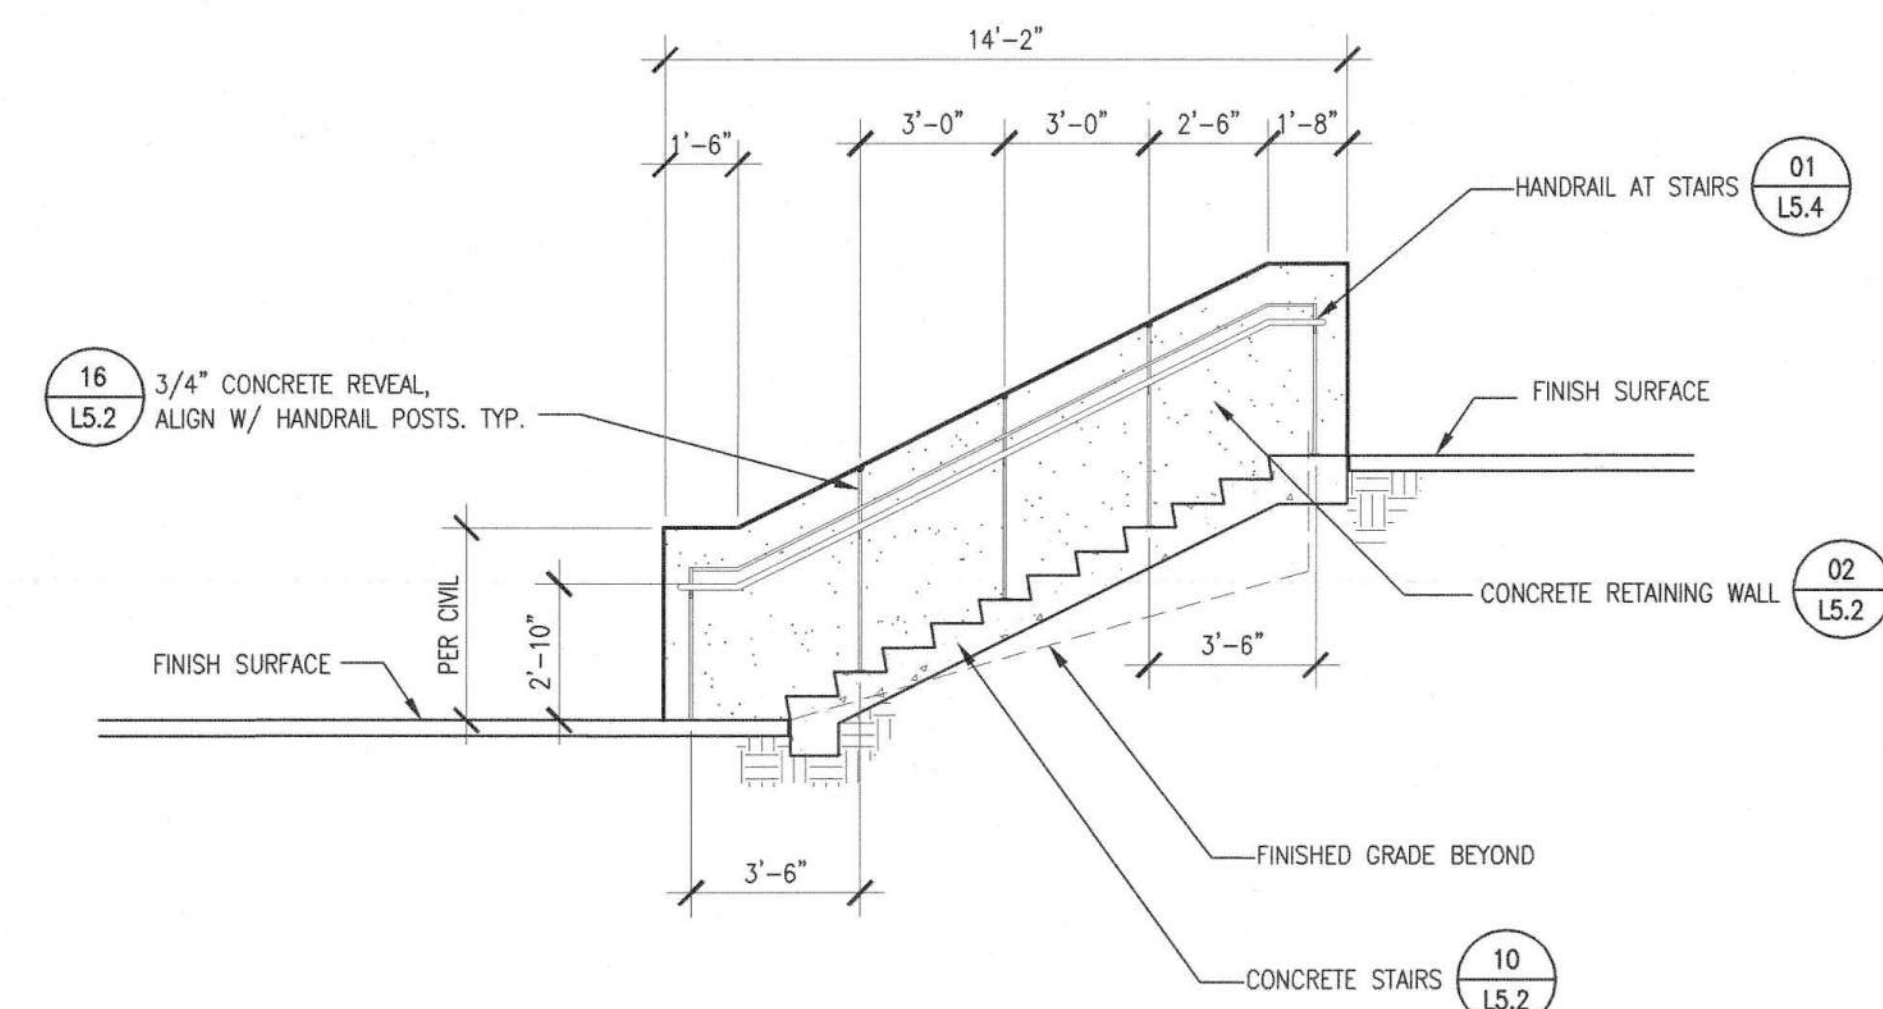 14'-2"
3'-0"
3'-0"
2'-6"
1'-8"
1'-6"
HANDRAIL AT STAIRS
01
L5.4
16
L5.2
3/4" CONCRETE REVEAL,
ALIGN W/ HANDRAIL POSTS. TYP.
FINISH SURFACE
PER CIVIL
2'-10"
FINISH SURFACE
CONCRETE RETAINING WALL
02
L5.2
3'-6"
3'-6"
FINISHED GRADE BEYOND
CONCRETE STAIRS
10
L5.2